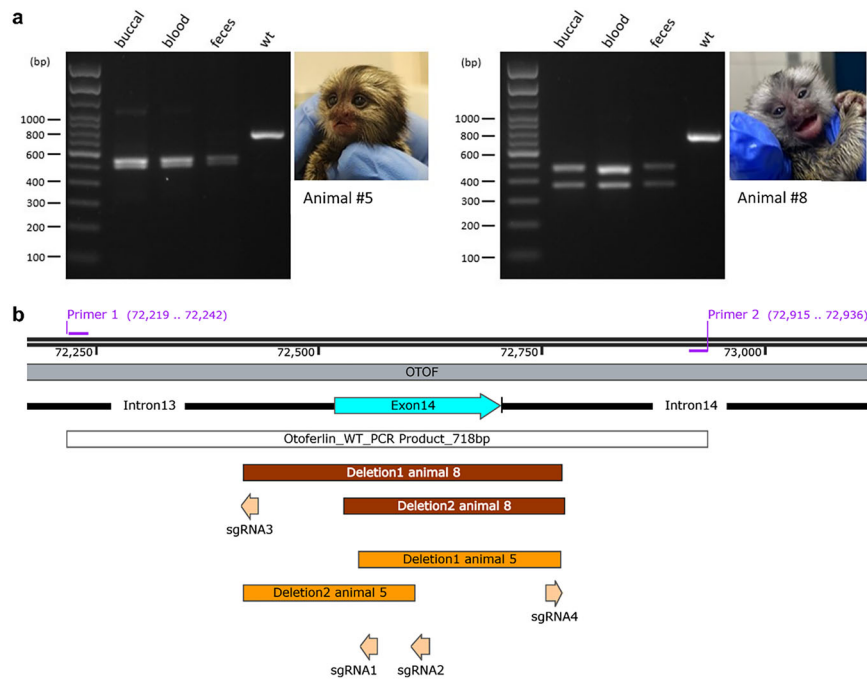 a
buccal blood feces wt
buccal blood feces wt
(bp)
1000
800
600
400
300
200
100
Animal #5
(bp)
1000
800
600
400
300
200
100
Animal #8
b
Primer 1 (72,219 .. 72,242)
Primer 2 (72,915 .. 72,936)
72,250 72,500 72,750 73,000
OTOF
Intron13 Exon14 Intron14
Otoferlin_WT_PCR Product_718bp
Deletion1 animal 8
Deletion2 animal 8
sgRNA3
Deletion1 animal 5
Deletion2 animal 5
sgRNA4
sgRNA1 sgRNA2